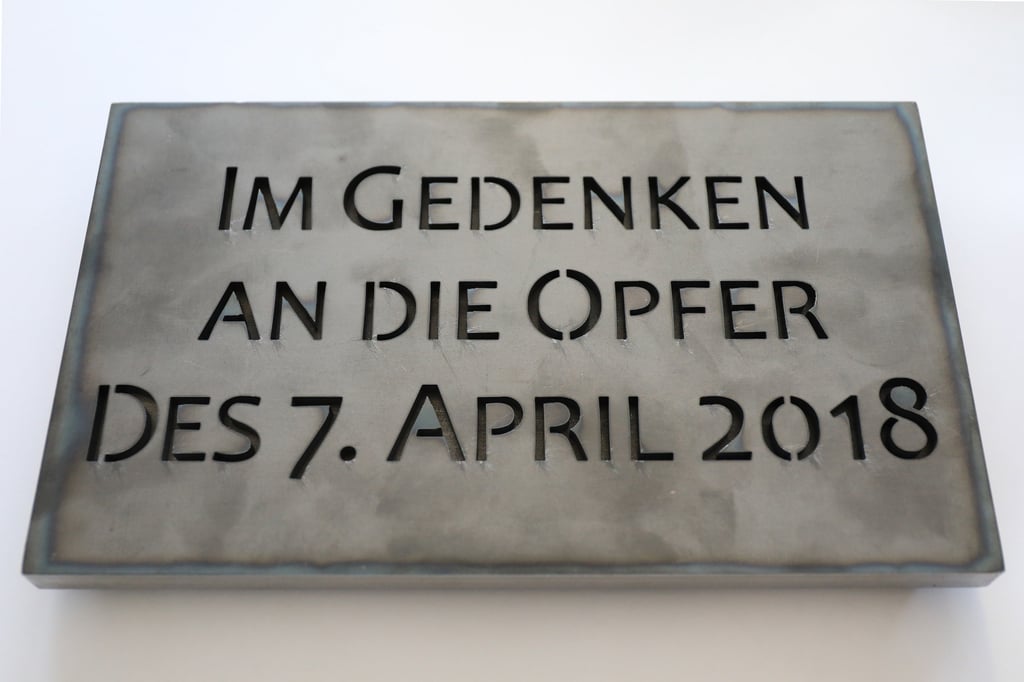 Im Gedenken
an die Opfer
Des 7. April 2018